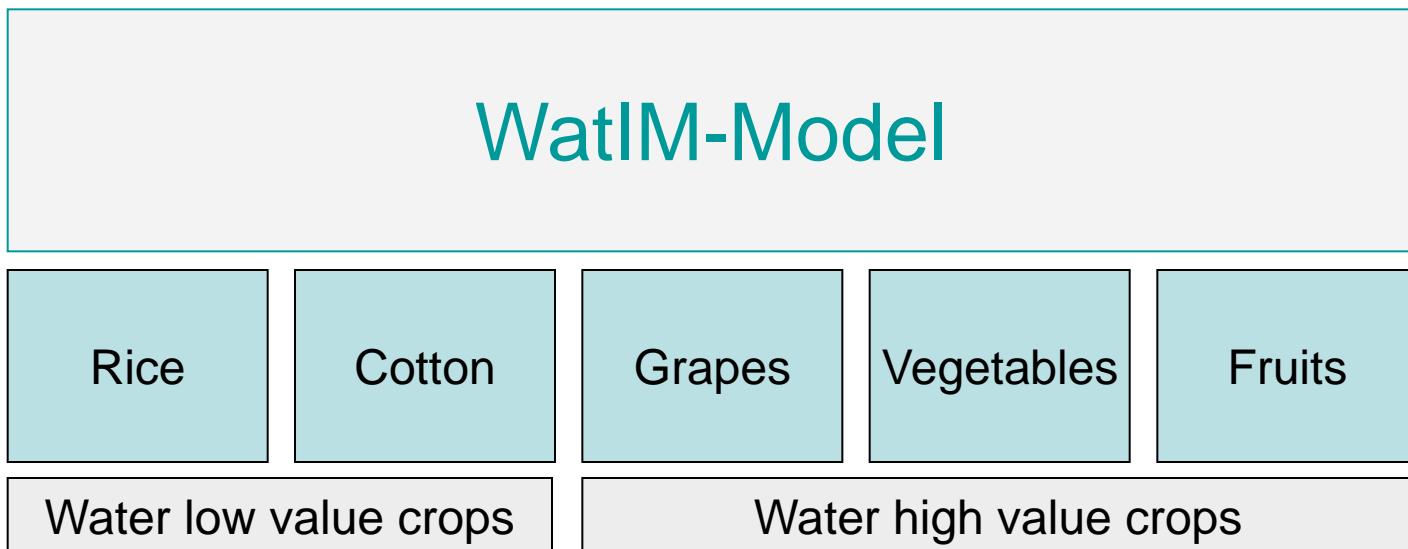 WatIM-Model
Rice
Cotton
Grapes
Vegetables
Fruits
Water low value crops
Water high value crops